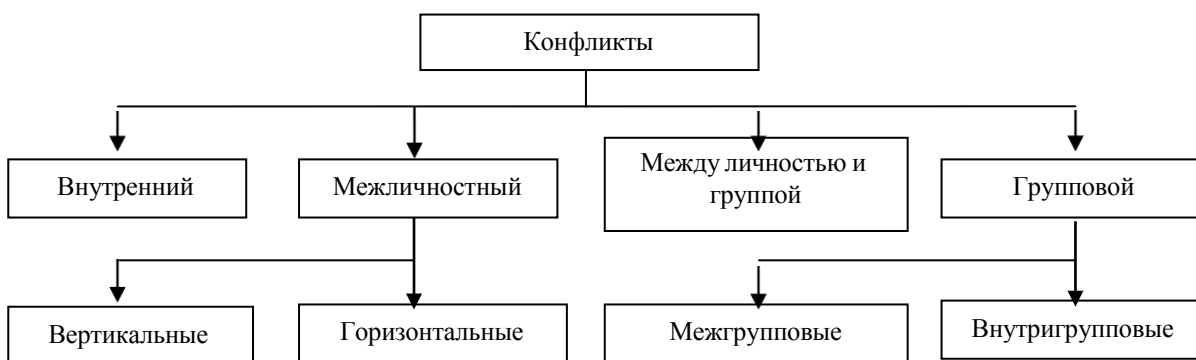 Конфликты
Внутренний
Межличностный
Между личностью и
группой
Групповой
Вертикальные
Горизонтальные
Межгрупповые
Внутригрупповые